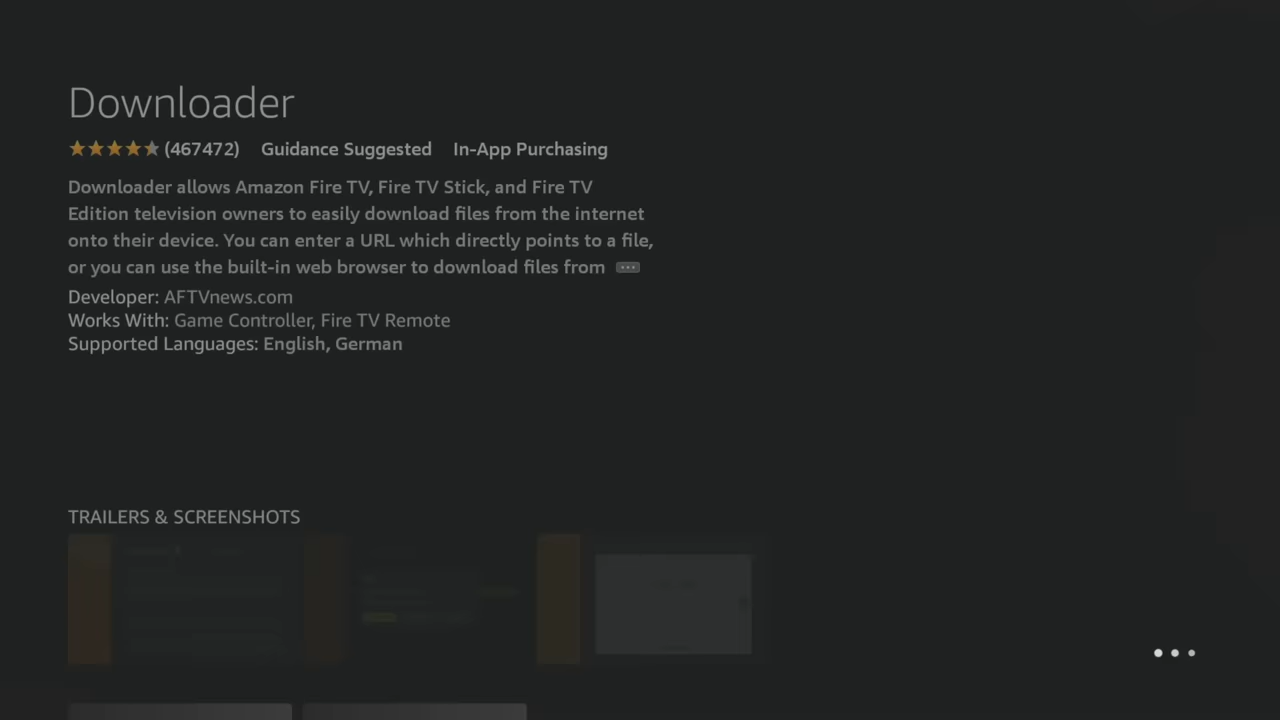 Downloader
(467472) Guidance Suggested In-App Purchasing
Downloader allows Amazon Fire TV, Fire TV Stick, and Fire TV
Edition television owners to easily download files from the internet
onto their device. You can enter a URL which directly points to a file,
or you can use the built-in web browser to download files from
Developer: AFTVnews.com
Works With: Game Controller, Fire TV Remote
Supported Languages: English, German
TRAILERS & SCREENSHOTS